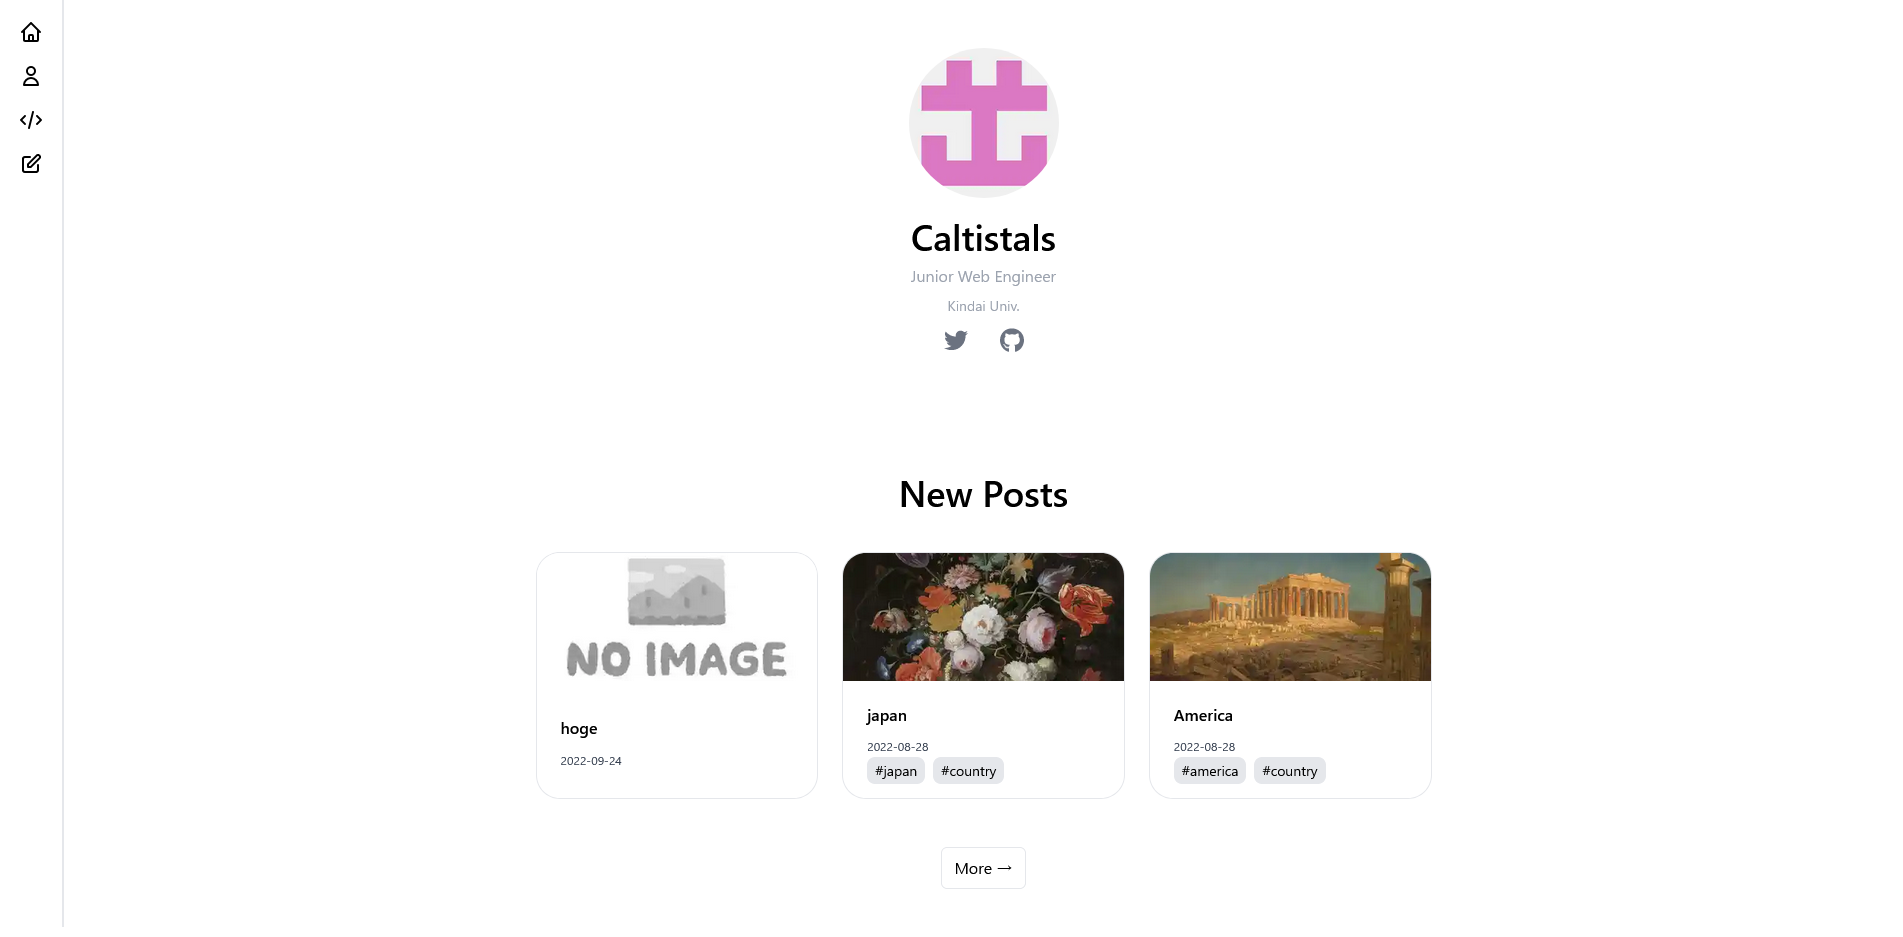 Caltistals
Junior Web Engineer
Kindai Univ.
New Posts
NO IMAGE
hoge
2022-09-24
japan
2022-08-28
#japan #country
America
2022-08-28
#america #country
More →